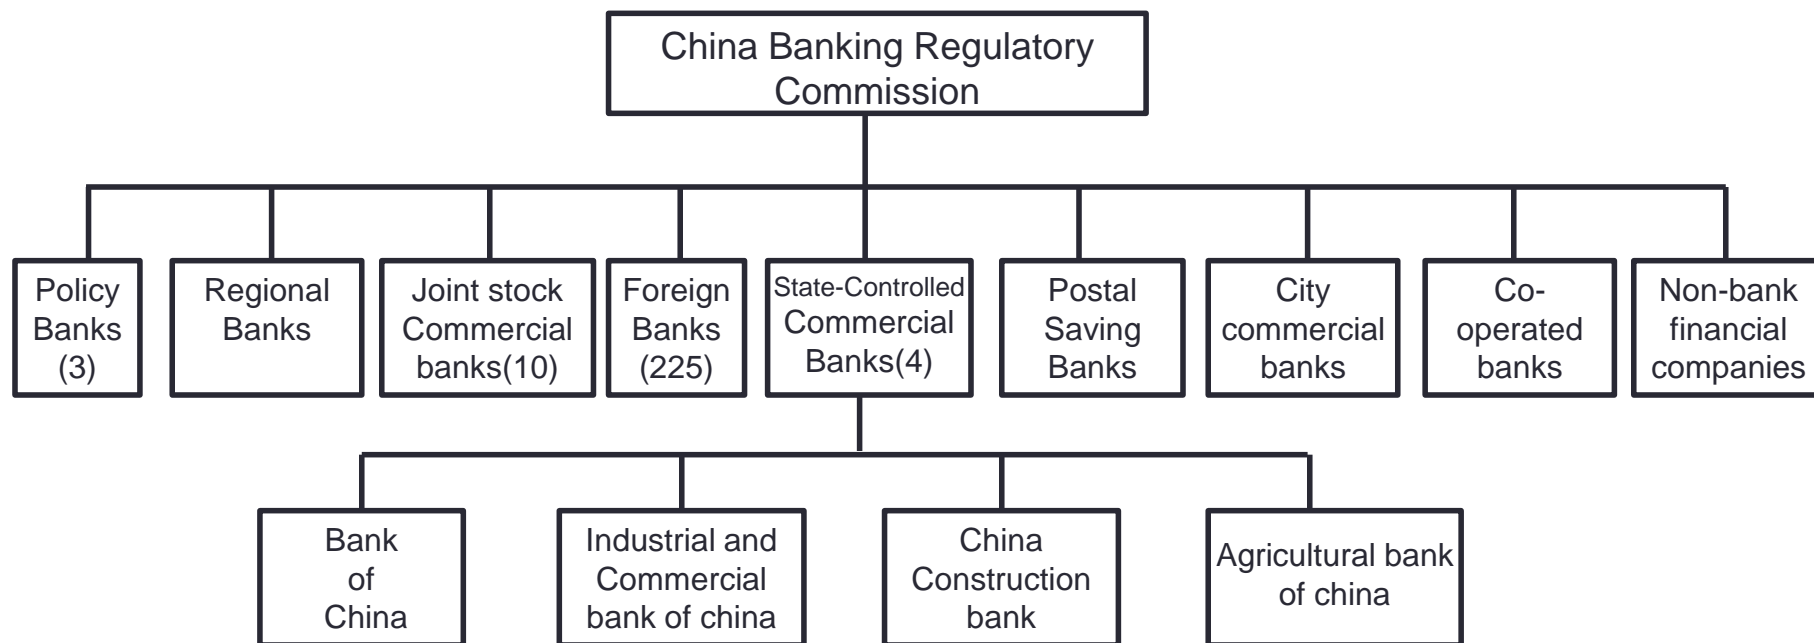 China Banking Regulatory
Commission
Policy
Banks
(3)
Regional
Banks
Joint stock
Commercial
banks(10)
Foreign
Banks
(225)
State-Controlled
Commercial
Banks(4)
Postal
Saving
Banks
City
commercial
banks
Co-
operated
banks
Non-bank
financial
companies
Bank
of
China
Industrial and
Commercial
bank of china
China
Construction
bank
Agricultural bank
of china